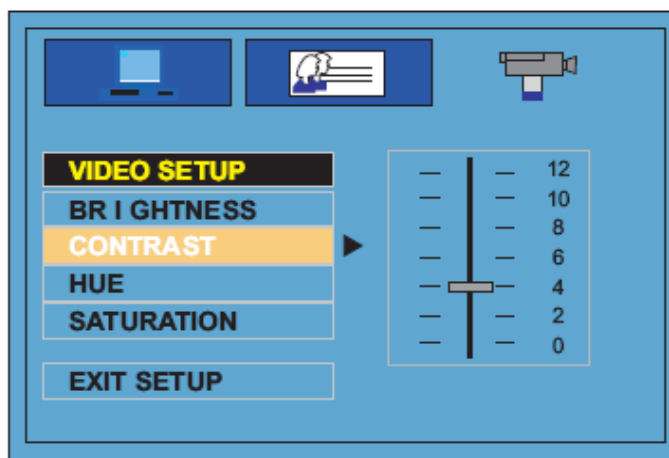 VIDEO SETUP
BR I GHTNESS
CONTRAST
HUE
SATURATION
EXIT SETUP
12
10
8
6
4
2
0